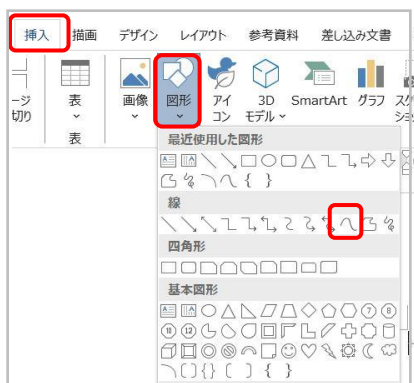 挿入 描画 デザイン レイアウト 参考資料 差し込み文書
ージ
切り
表
画像
図形
アイ
コン
3D
モデル
SmartArt
グラフ
スク
ショ
表
最近使用した図形
線
四角形
基本図形